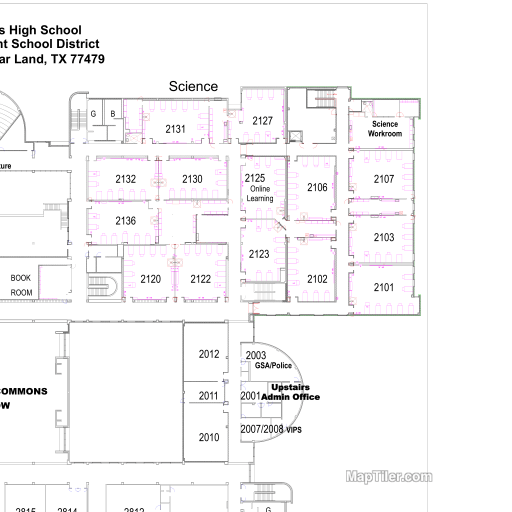 s High School
nt School District
ar Land, TX 77479
Science
G
B
2131
2127
Science
Workroom
ture
2132
2130
2125
Online
Learning
2106
2107
2136
2123
2103
BOOK
ROOM
2120
2122
2102
2101
2012
2003
GSA/Police
COMMONS
OW
2011
2001
Upstairs
Admin Office
2010
2007/2008 VIPS
MapTiler.com
2815
2814
2812
G